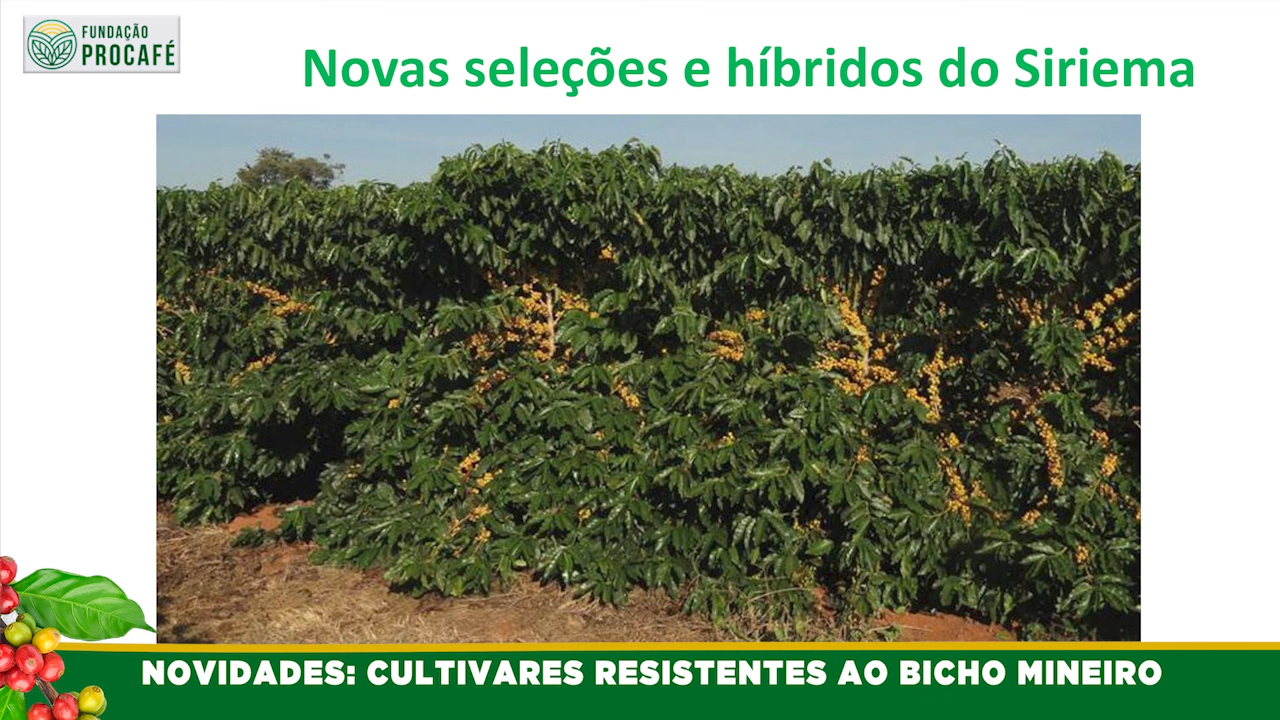 FUNDAÇÃO
PROCAFÉ
Novas seleções e híbridos do Siriema
NOVIDADES: CULTIVARES RESISTENTES AO BICHO MINEIRO